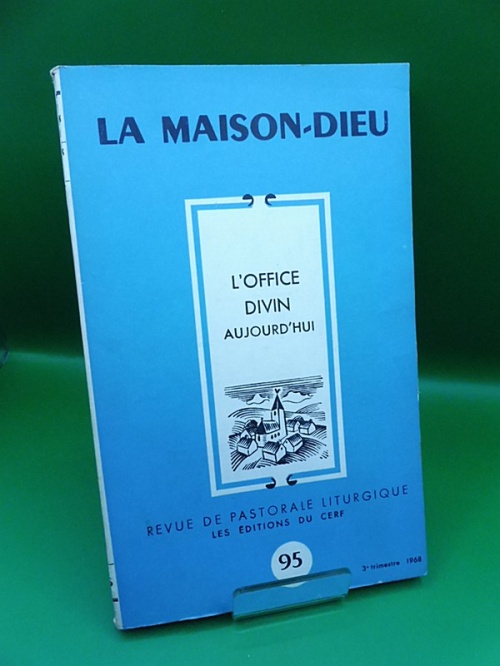 LA MAISON-DIEU
L'OFFICE
DIVIN
AUJOURD'HUI
REVUE DE PASTORALE LITURGIQUE
LES ÉDITIONS DU CERF
95
3e trimestre 1968